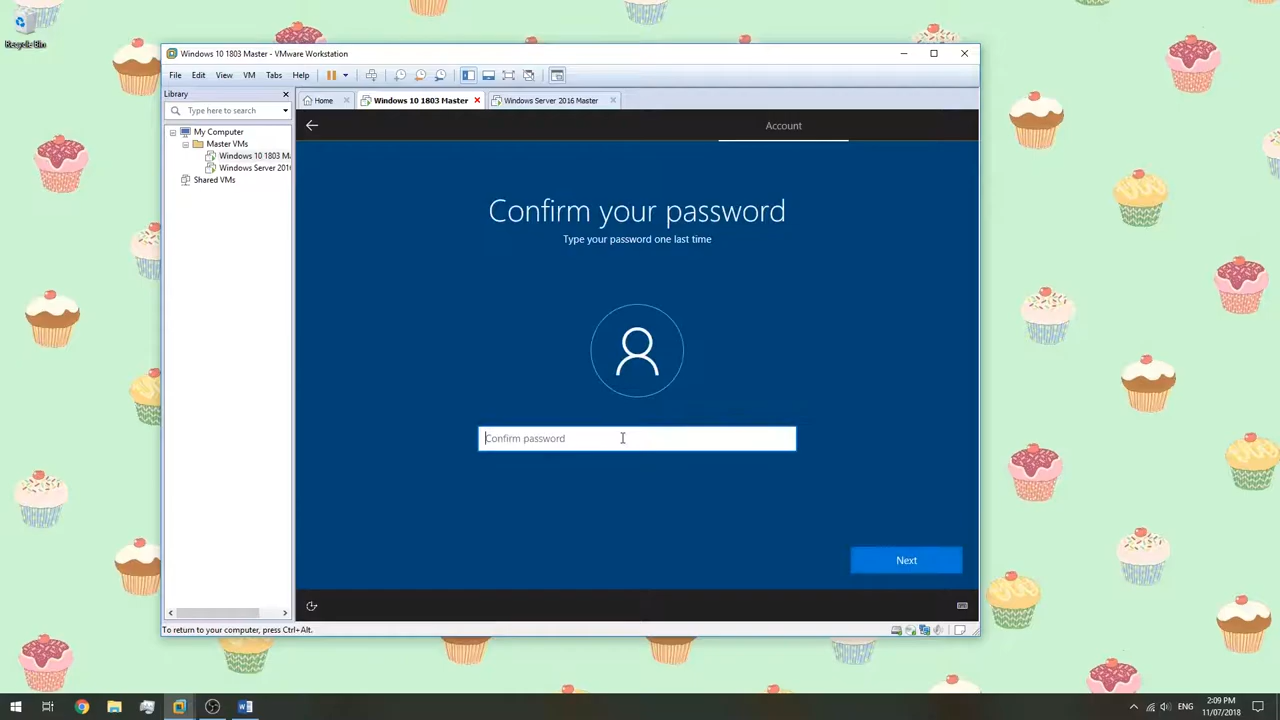 Recycle Bin
Windows 10 1803 Master - VMware Workstation
File Edit View VM Tabs Help
Library
Type here to search
My Computer
Master VMs
Windows 10 1803 M
Windows Server 201
Shared VMs
Home
Windows 10 1803 Master
Windows Server 2016 Master
Account
Confirm your password
Type your password one last time
Confirm password
Next
To return to your computer, press Ctrl+Alt.
ENG
2:09 PM
11/07/2018